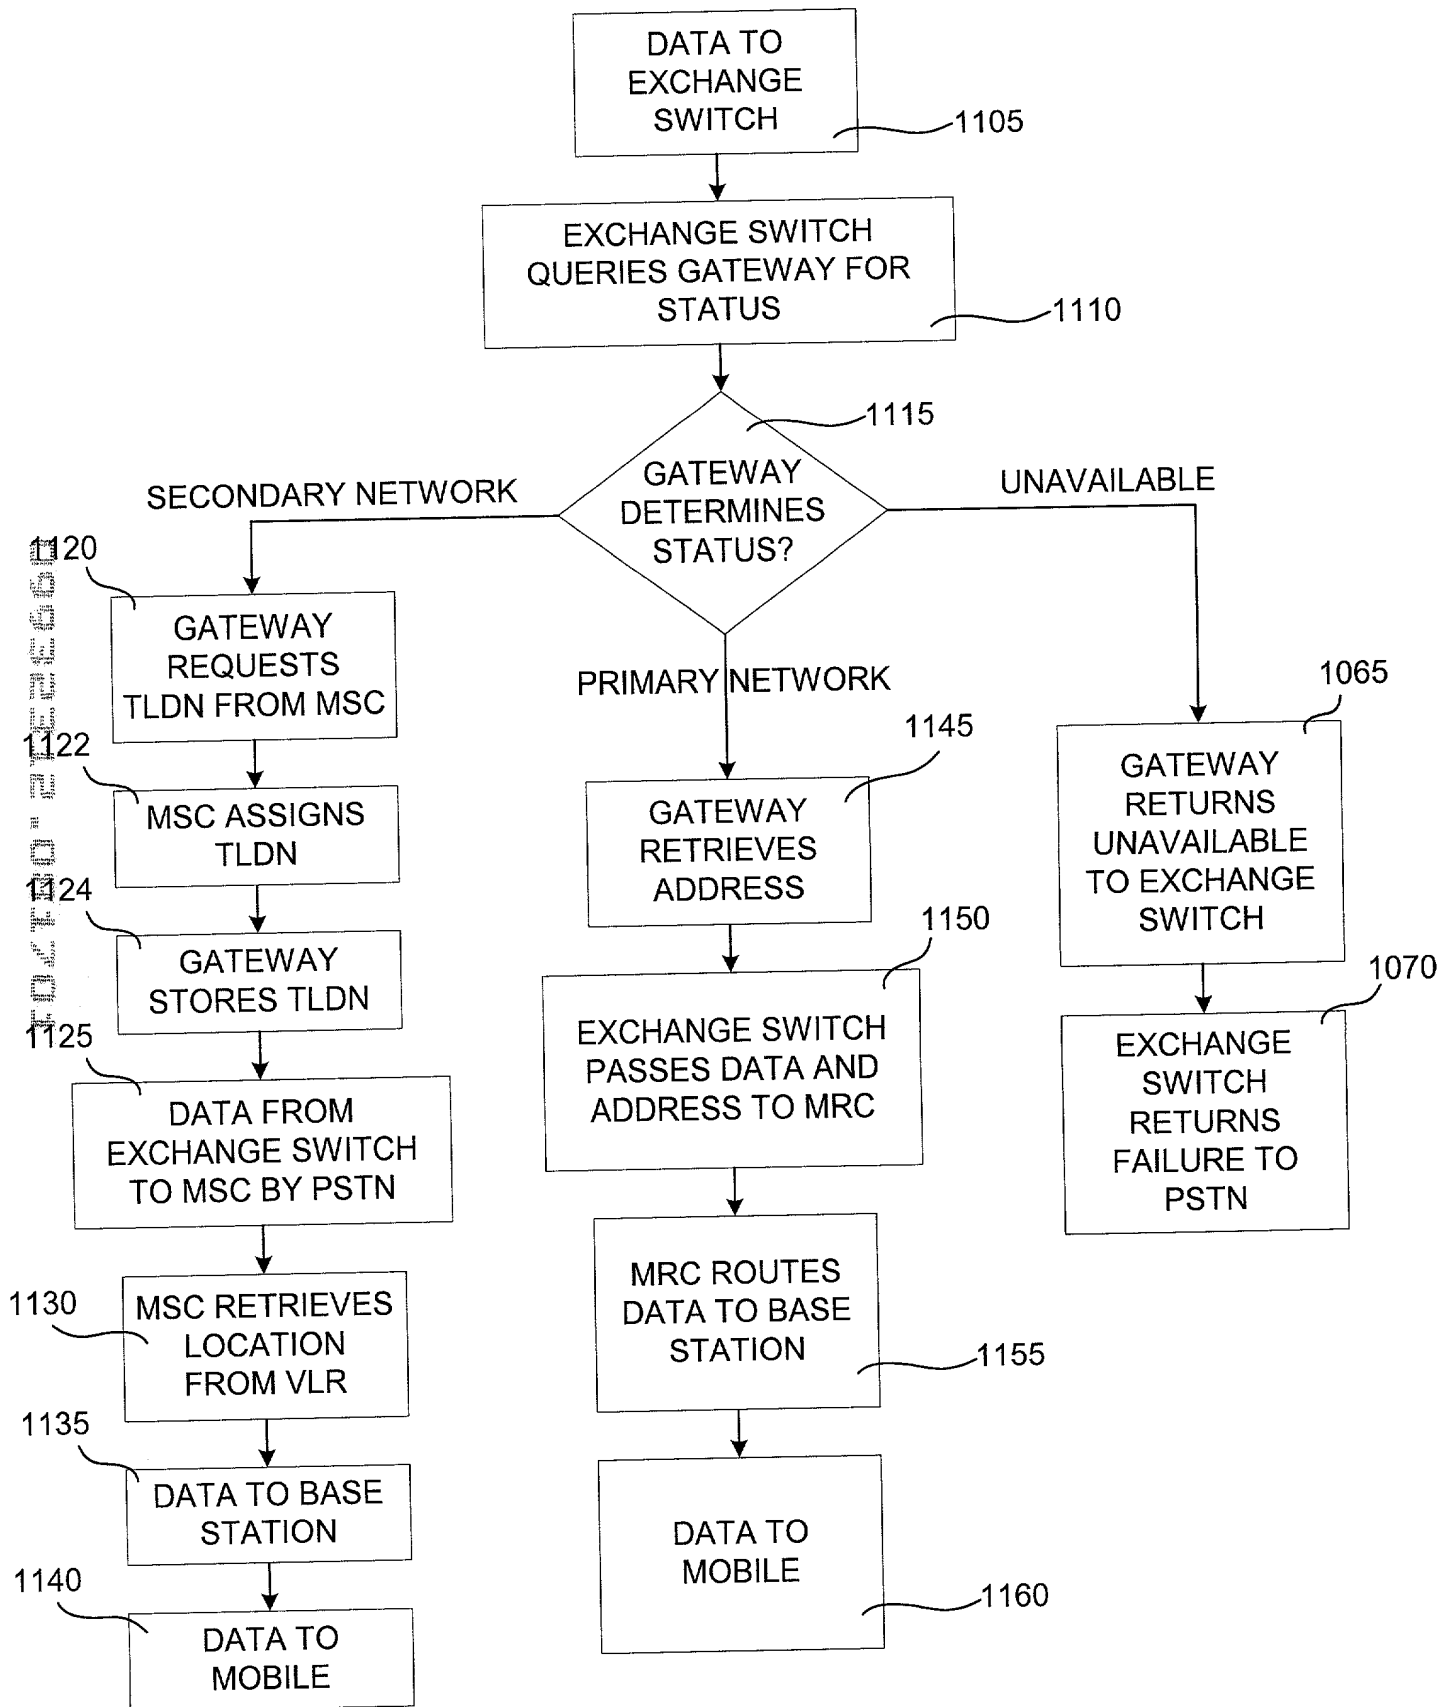 DATA TO
EXCHANGE
SWITCH
1105
EXCHANGE SWITCH
QUERIES GATEWAY FOR
STATUS
1110
1115
GATEWAY
DETERMINES
STATUS?
SECONDARY NETWORK
UNAVAILABLE
PRIMARY NETWORK
1120
GATEWAY
REQUESTS
TLDN FROM MSC
1122
MSC ASSIGNS
TLDN
1124
GATEWAY
STORES TLDN
1125
DATA FROM
EXCHANGE SWITCH
TO MSC BY PSTN
1130
MSC RETRIEVES
LOCATION
FROM VLR
1135
DATA TO BASE
STATION
1140
DATA TO
MOBILE
1145
GATEWAY
RETRIEVES
ADDRESS
1150
EXCHANGE SWITCH
PASSES DATA AND
ADDRESS TO MRC
MRC ROUTES
DATA TO BASE
STATION
1155
DATA TO
MOBILE
1160
1065
GATEWAY
RETURNS
UNAVAILABLE
TO EXCHANGE
SWITCH
1070
EXCHANGE
SWITCH
RETURNS
FAILURE TO
PSTN